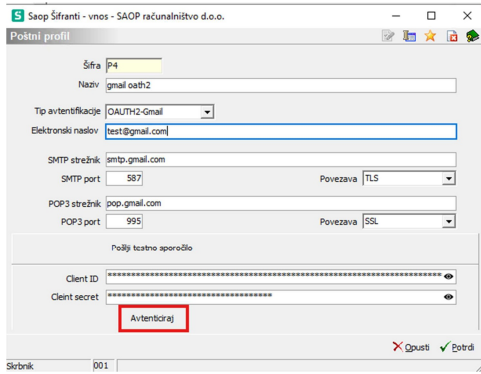 Saop Šifranti - vnos - SAOP računalništvo d.o.o.
Poštni profil
Šifra P4
Naziv gmail oath2
Tip avtentifikacije OAUTH2-Gmail
Elektronski naslov test@gmail.com
SMTP strežnik smtp.gmail.com
SMTP port 587 Povezava TLS
POP3 strežnik pop.gmail.com
POP3 port 995 Povezava SSL
Pošlji testno sporočilo
Client ID
Cleint secret
Avtenticiraj
Opusti Potrdi
Skrbnik 001